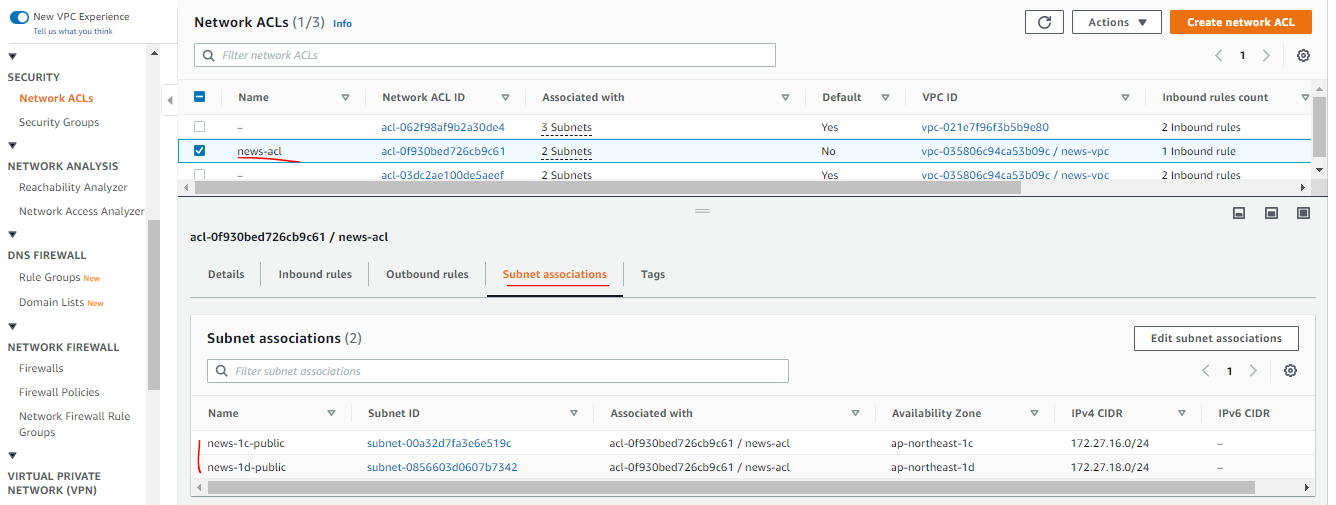 New VPC Experience
Tell us what you think
SECURITY
Network ACLs
Security Groups
NETWORK ANALYSIS
Reachability Analyzer
Network Access Analyzer
DNS FIREWALL
Rule Groups New
Domain Lists New
NETWORK FIREWALL
Firewalls
Firewall Policies
Network Firewall Rule
Groups
VIRTUAL PRIVATE
NETWORK (VPN)
Network ACLs (1/3) Info
Actions
Create network ACL
Filter network ACLs
1
Name Network ACL ID Associated with Default VPC ID Inbound rules count
– acl-062f98af9b2a30de4 3 Subnets Yes vpc-021e7f96f3b5b9e80 2 Inbound rules
news-acl acl-0f930bed726cb9c61 2 Subnets No vpc-035806c94ca53b09c / news-vpc 1 Inbound rule
– acl-03dc2ae100de5aeef 2 Subnets Yes vpc-035806c94ca53b09c / news-vpc 2 Inbound rules
acl-0f930bed726cb9c61 / news-acl
Details Inbound rules Outbound rules Subnet associations Tags
Subnet associations (2)
Edit subnet associations
Filter subnet associations
1
Name Subnet ID Associated with Availability Zone IPv4 CIDR IPv6 CIDR
news-1c-public subnet-00a32d7fa3e6e519c acl-0f930bed726cb9c61 / news-acl ap-northeast-1c 172.27.16.0/24 –
news-1d-public subnet-0856603d0607b7342 acl-0f930bed726cb9c61 / news-acl ap-northeast-1d 172.27.18.0/24 –